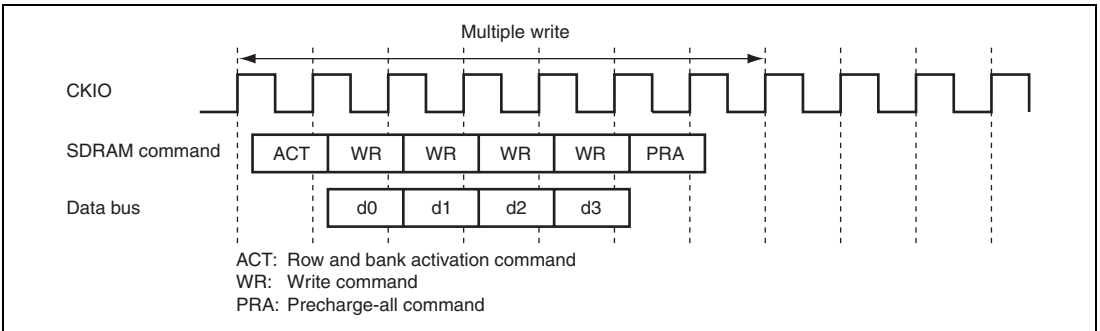 Multiple write
CKIO
SDRAM command ACT WR WR WR WR PRA
Data bus d0 d1 d2 d3
ACT: Row and bank activation command
WR: Write command
PRA: Precharge-all command